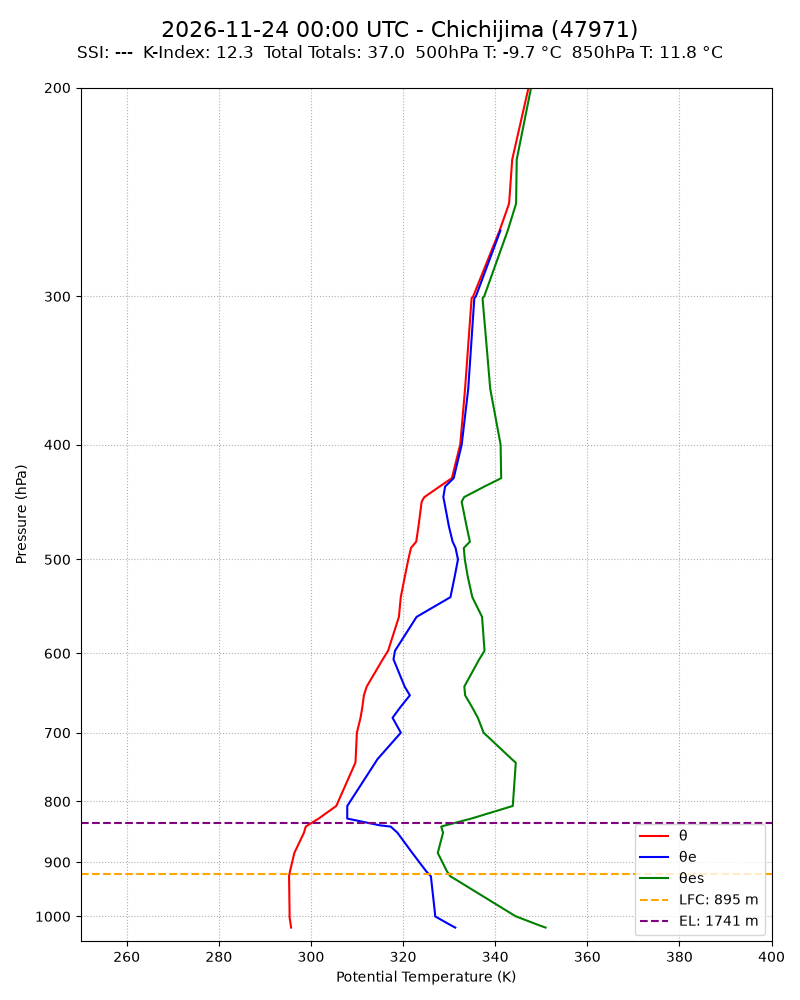 2026-11-24 00:00 UTC - Chichijima (47971)
SSI: --- K-Index: 12.3 Total Totals: 37.0 500hPa T: -9.7 °C 850hPa T: 11.8 °C
200
300
400
500
600
700
800
900
1000
Pressure (hPa)
θ
θe
θes
LFC: 895 m
EL: 1741 m
260
280
300
320
340
360
380
400
Potential Temperature (K)